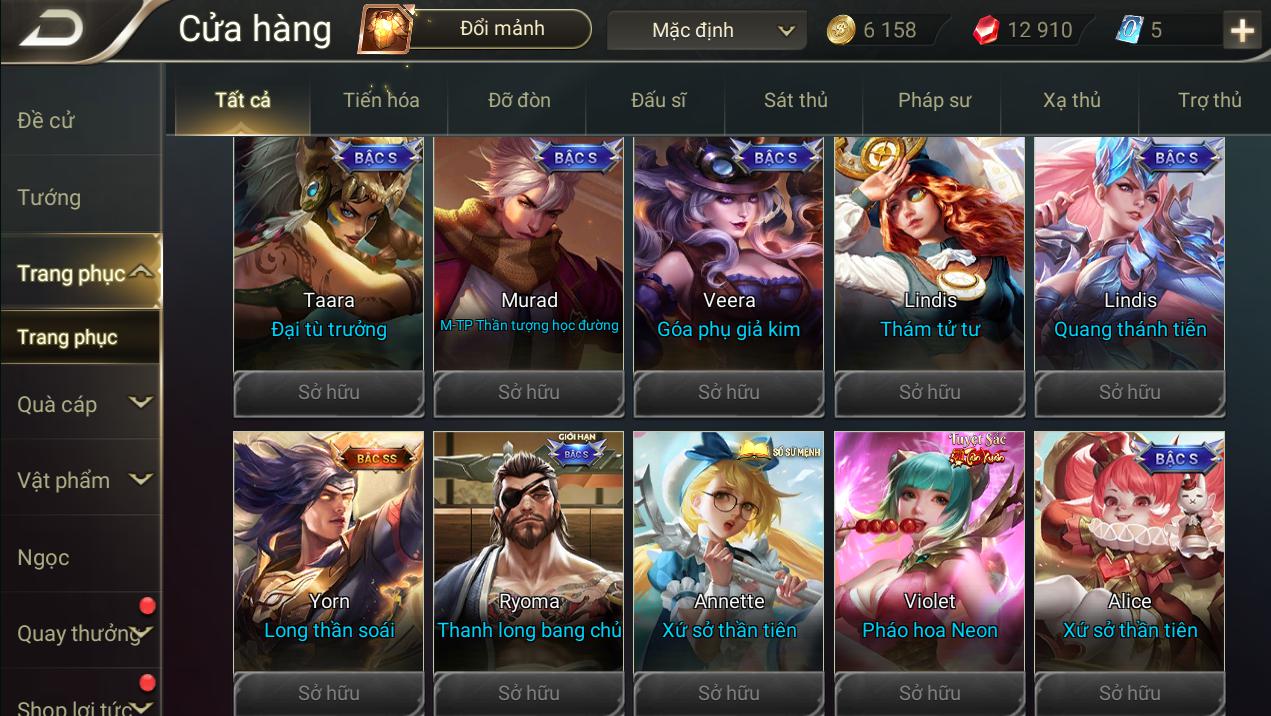 Cửa hàng
Đổi mảnh
Mặc định
6 158
12 910
5
Đề cử
Tướng
Trang phục
Trang phục
Quà cáp
Vật phẩm
Ngọc
Quay thưởng
Shop lợi tức
Tất cả
Tiến hóa
Đỡ đòn
Đấu sĩ
Sát thủ
Pháp sư
Xạ thủ
Trợ thủ
BẬC S
Taara
Đại tù trưởng
Sở hữu
BẬC S
Murad
M-TP Thần tượng học đường
Sở hữu
BẬC S
Veera
Góa phụ giả kim
Sở hữu
Lindis
Thám tử tư
Sở hữu
BẬC S
Lindis
Quang thánh tiễn
Sở hữu
BẬC SS
Yorn
Long thần soái
Sở hữu
GIỚI HẠN
BẬC S
Ryoma
Thanh long bang chủ
Sở hữu
SỔ SỨ MỆNH
Annette
Xứ sở thần tiên
Sở hữu
Tuyệt Sắc
Tân Xuân
Violet
Pháo hoa Neon
Sở hữu
BẬC S
Alice
Xứ sở thần tiên
Sở hữu